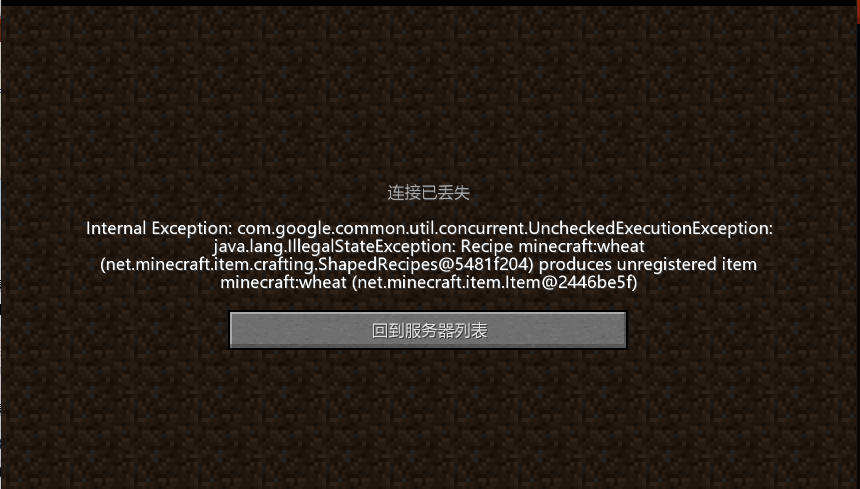 连接已丢失
Internal Exception: com.google.common.util.concurrent.UncheckedExecutionException:
java.lang.IllegalStateException: Recipe minecraft:wheat
(net.minecraft.item.crafting.ShapedRecipes@5481f204) produces unregistered item
minecraft:wheat (net.minecraft.item.Item@2446be5f)
回到服务器列表